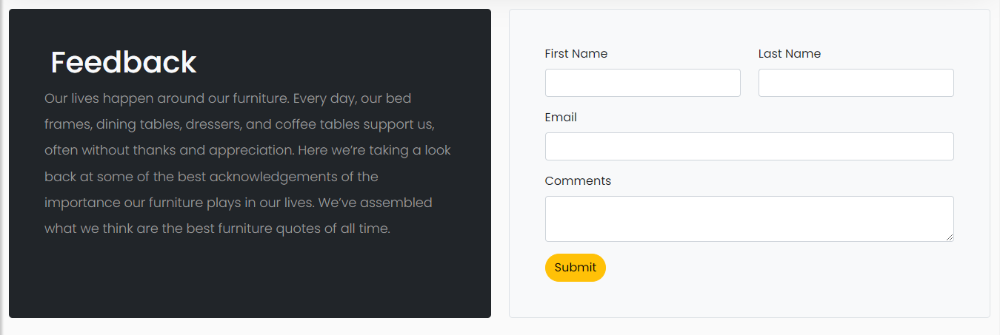 Feedback
Our lives happen around our furniture. Every day, our bed
frames, dining tables, dressers, and coffee tables support us,
often without thanks and appreciation. Here we’re taking a look
back at some of the best acknowledgements of the
importance our furniture plays in our lives. We’ve assembled
what we think are the best furniture quotes of all time.
First Name
Last Name
Email
Comments
Submit